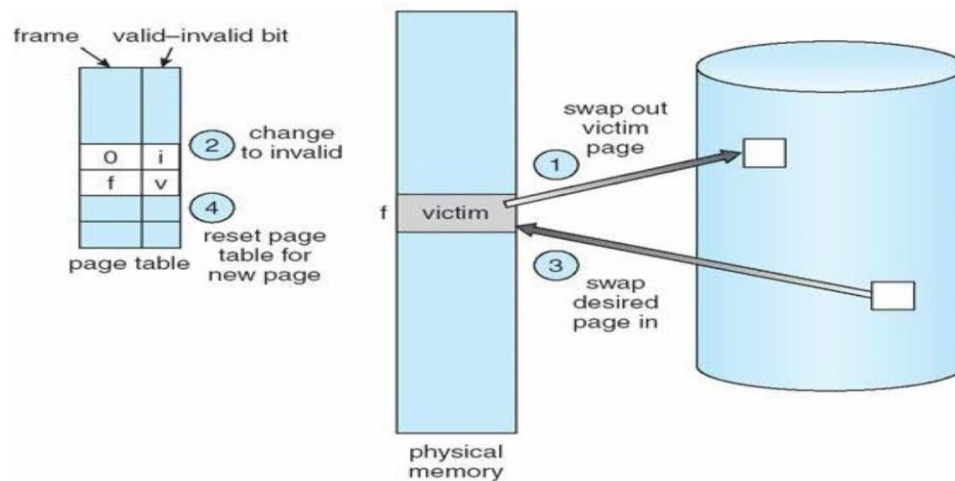 frame
valid–invalid bit
0
i
f
v
2
change
to invalid
4
reset page
table for
new page
page table
f
victim
physical
memory
swap out
victim
page
1
3
swap
desired
page in